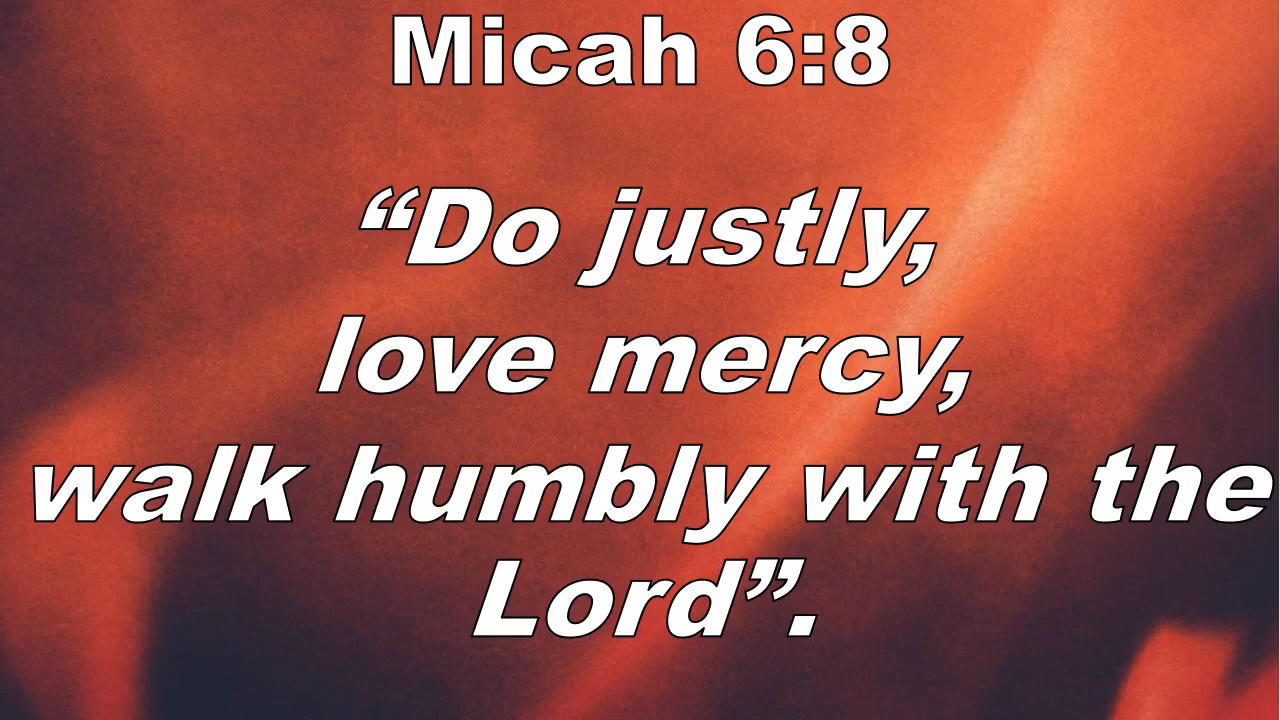 Micah 6:8
“Do justly,
love mercy,
walk humbly with the
Lord”.